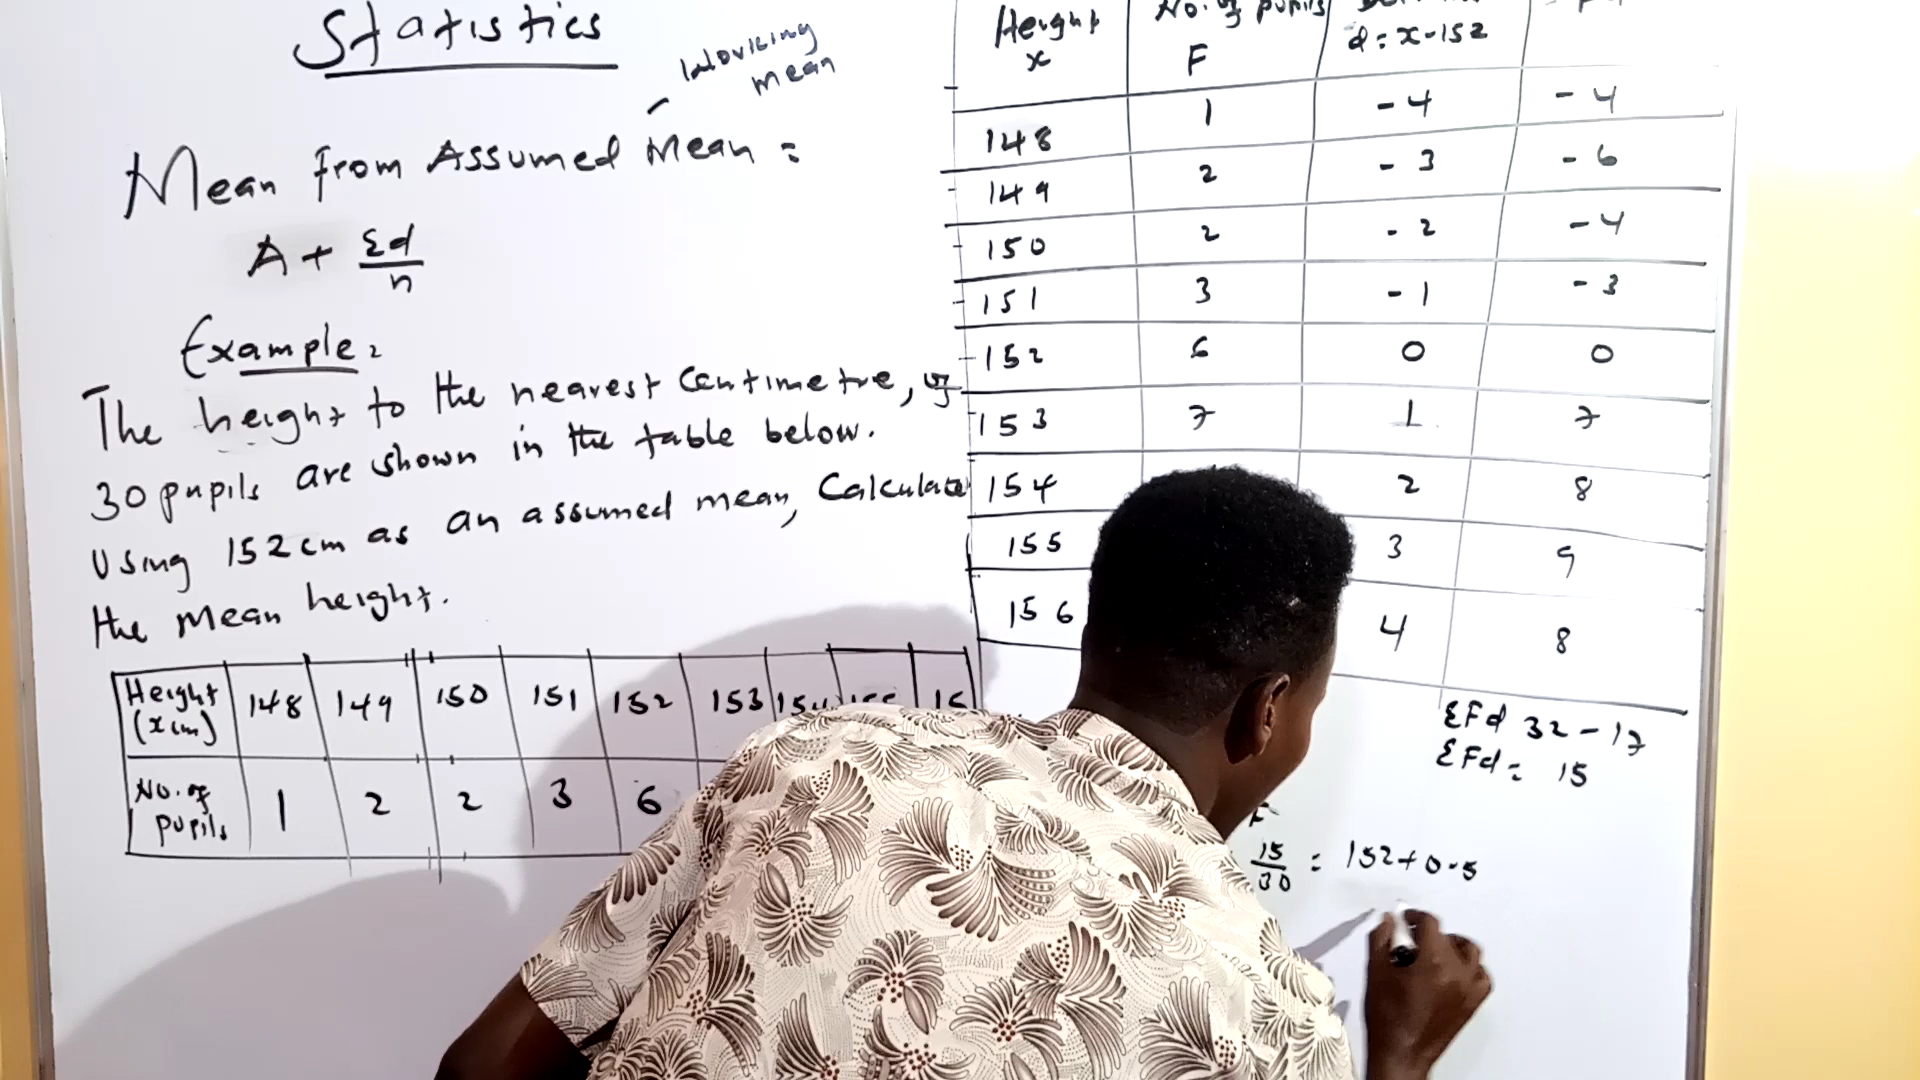 Statistics
mean
Mean from Assumed Mean =
A + Σd
n
Example:
The height to the nearest Centimetre, of
30 pupils are shown in the table below.
Using 152cm as an assumed mean, Calculate
the mean height.
Height 148 149 150 151 152 153
(x cm)
No. of 1 2 2 3 6
pupils
Height No. of pupils
x F d = x-152
148 1 -4 -4
149 2 -3 -6
150 2 -2 -4
151 3 -1 -3
152 6 0 0
153 7 1 7
154 2 8
155 3 9
156 4 8
ΣFd 32 - 17
ΣFd = 15
15
30 = 152 + 0.5